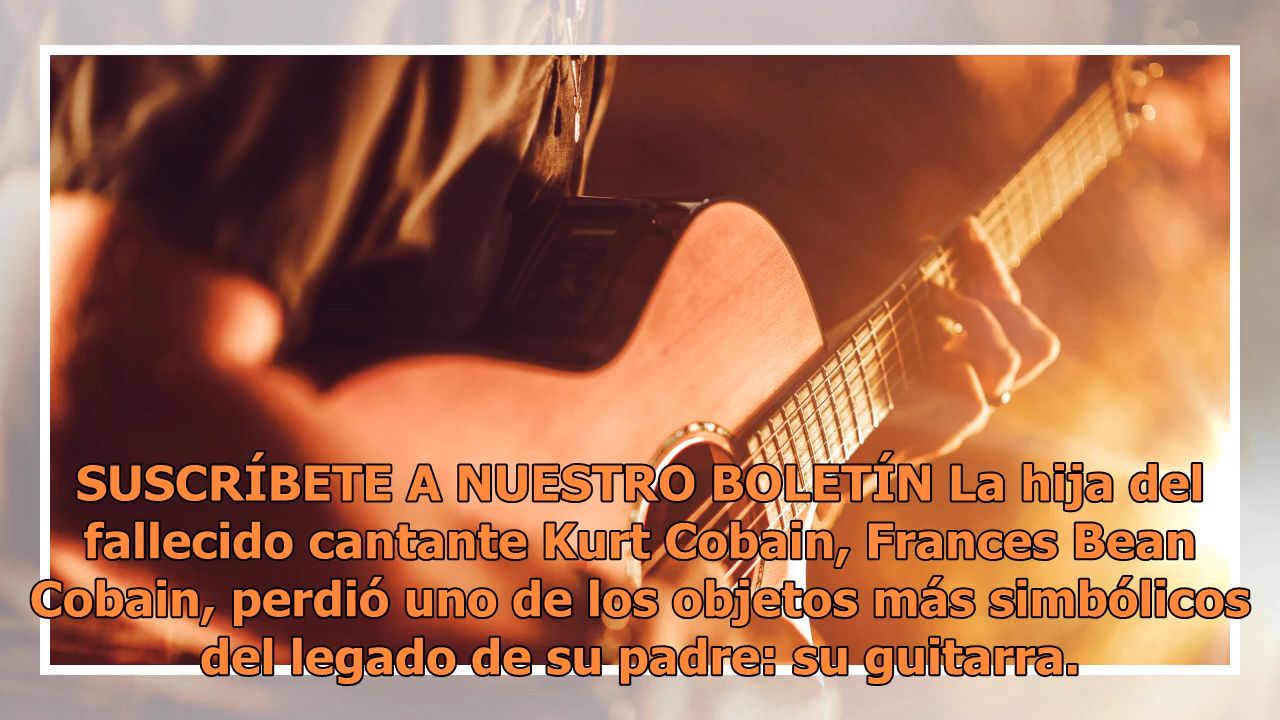 SUSCRÍBETE A NUESTRO BOLETÍN La hija del
fallecido cantante Kurt Cobain, Frances Bean
Cobain, perdió uno de los objetos más simbólicos
del legado de su padre: su guitarra.